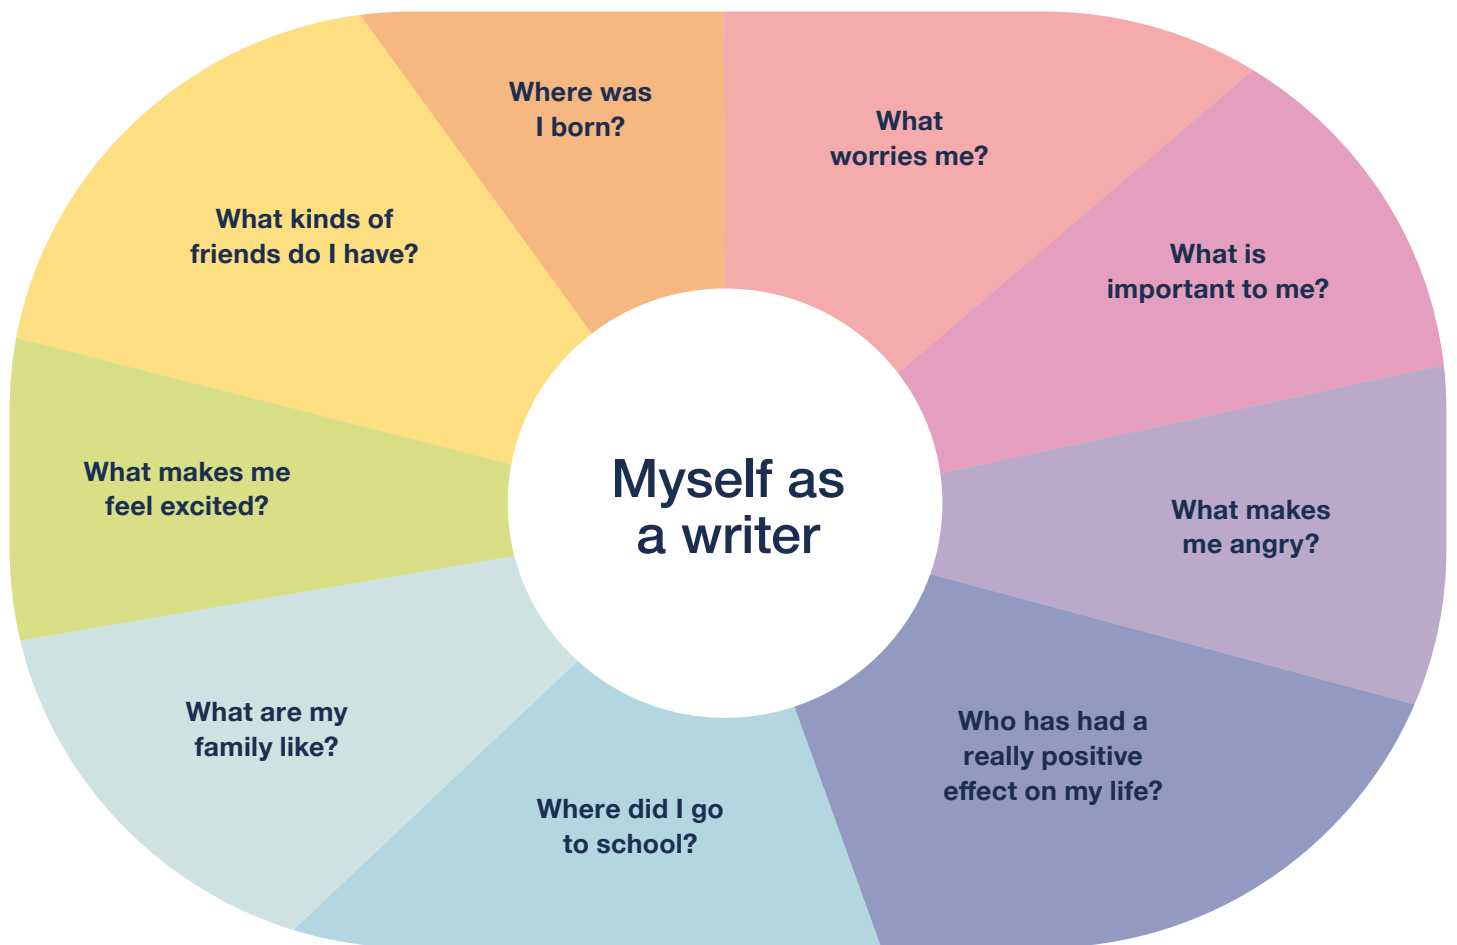 Where was
I born?
What
worries me?
What kinds of
friends do I have?
What is
important to me?
What makes me
feel excited?
Myself as
a writer
What makes
me angry?
What are my
family like?
Who has had a
really positive
effect on my life?
Where did I go
to school?